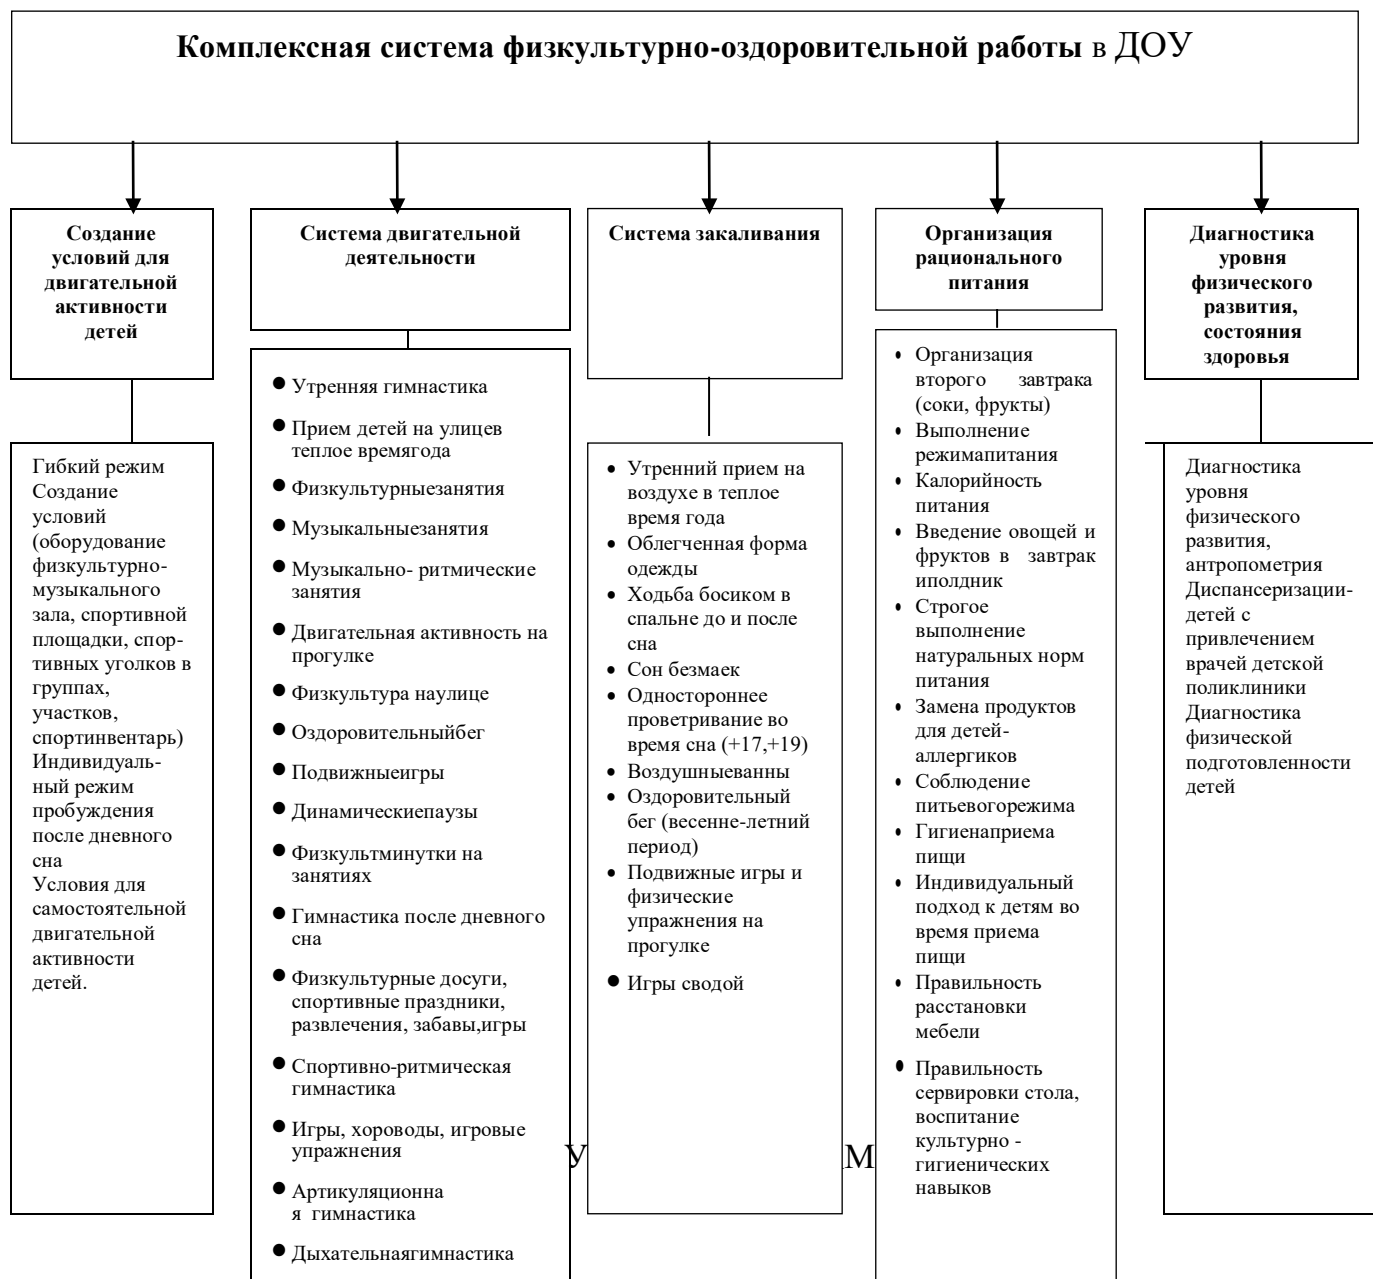 Комплексная система физкультурно-оздоровительной работы в ДОУ
Создание
условий для
двигательной
активности
детей
Система двигательной
деятельности
Система закаливания
Организация
рационального
питания
Диагностика
уровня
физического
развития,
состояния
здоровья
Гибкий режим
Создание
условий
(оборудование
физкультурно-
музыкального
зала, спортивной
площадки, спор-
тивных уголков в
группах,
участков,
спортинвентарь)
Индивидуаль-
ный режим
пробуждения
после дневного
сна
Условия для
самостоятельной
двигательной
активности
детей.
● Утренняя гимнастика
● Прием детей на улицев
теплое времягода
● Физкультурныезанятия
● Музыкальныезанятия
● Музыкально- ритмические
занятия
● Двигательная активность на
прогулке
● Физкультура наулице
● Оздоровительныйбег
● Подвижныеигры
● Динамическиепаузы
● Физкультминутки на
занятиях
● Гимнастика после дневного
сна
● Физкультурные досуги,
спортивные праздники,
развлечения, забавы,игры
● Спортивно-ритмическая
гимнастика
● Игры, хороводы, игровые
упражнения
● Артикуляционна
я гимнастика
● Дыхательнаягимнастика
• Утренний прием на
воздухе в теплое
время года
• Облегченная форма
одежды
• Ходьба босиком в
спальне до и после
сна
• Сон безмаек
• Одностороннее
проветривание во
время сна (+17,+19)
• Воздушныеванны
• Оздоровительный
бег (весенне-летний
период)
• Подвижные игры и
физические
упражнения на
прогулке
● Игры сводой
У
М
• Организация
второго завтрака
(соки, фрукты)
• Выполнение
режимапитания
• Калорийность
питания
• Введение овощей и
фруктов в завтрак
иполдник
• Строгое
выполнение
натуральных норм
питания
• Замена продуктов
для детей-
аллергиков
• Соблюдение
питьевогорежима
• Гигиенаприема
пищи
• Индивидуальный
подход к детям во
время приема
пищи
• Правильность
расстановки
мебели
● Правильность
сервировки стола,
воспитание
культурно -
гигиенических
навыков
Диагностика
уровня
физического
развития,
антропометрия
Диспансеризации-
детей с
привлечением
врачей детской
поликлиники
Диагностика
физической
подготовленности
детей